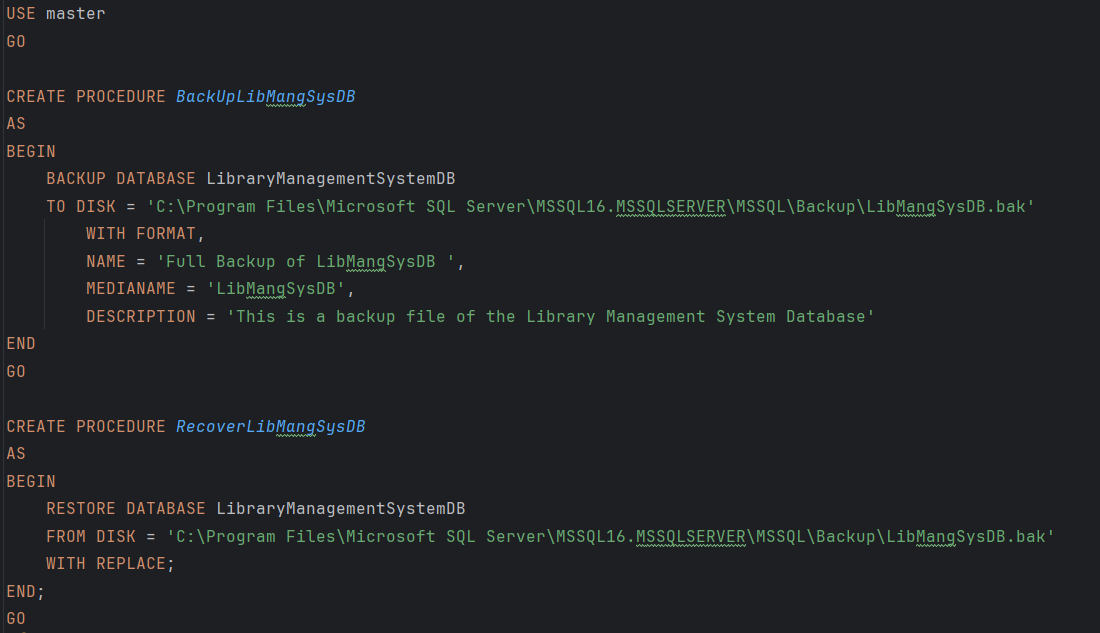 USE master
GO
CREATE PROCEDURE BackUpLibMangSysDB
AS
BEGIN
BACKUP DATABASE LibraryManagementSystemDB
TO DISK = 'C:\Program Files\Microsoft SQL Server\MSSQL16.MSSQLSERVER\MSSQL\Backup\LibMangSysDB.bak'
WITH FORMAT,
NAME = 'Full Backup of LibMangSysDB ',
MEDIANAME = 'LibMangSysDB',
DESCRIPTION = 'This is a backup file of the Library Management System Database'
END
GO
CREATE PROCEDURE RecoverLibMangSysDB
AS
BEGIN
RESTORE DATABASE LibraryManagementSystemDB
FROM DISK = 'C:\Program Files\Microsoft SQL Server\MSSQL16.MSSQLSERVER\MSSQL\Backup\LibMangSysDB.bak'
WITH REPLACE;
END;
GO